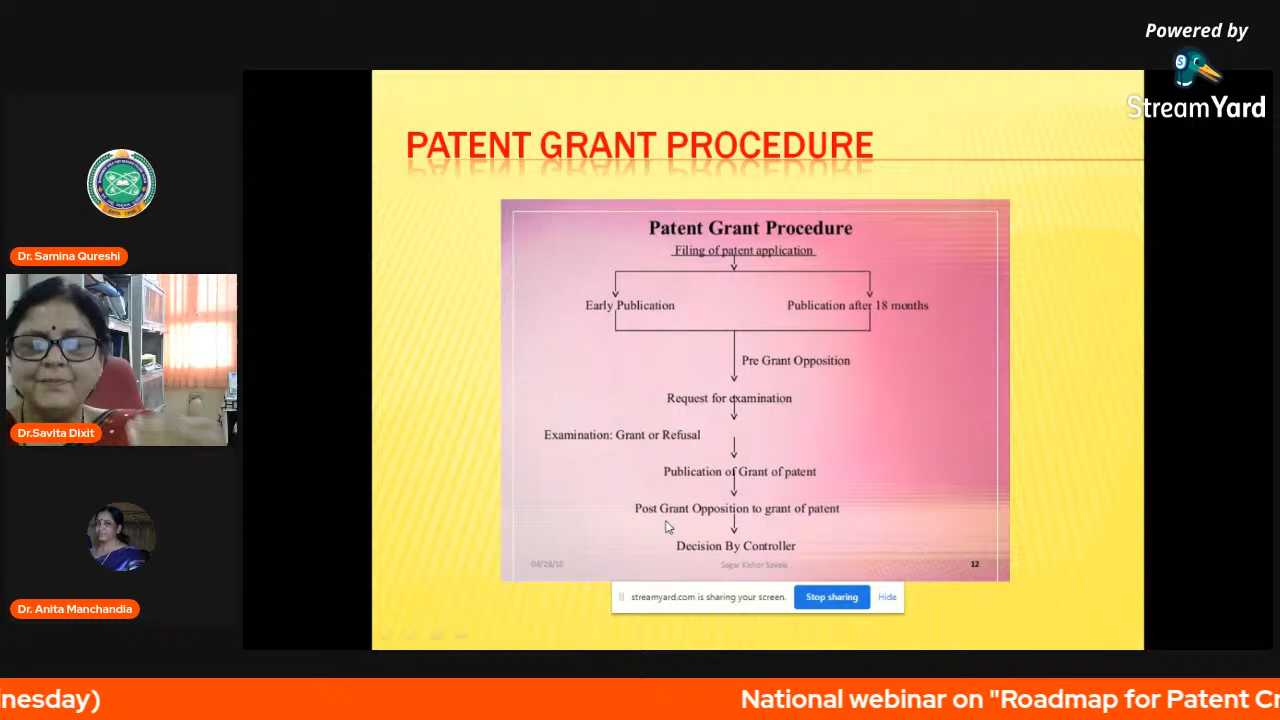 Powered by
StreamYard
PATENT GRANT PROCEDURE
Patent Grant Procedure
Filing of patent application
Early Publication
Publication after 18 months
Pre Grant Opposition
Request for examination
Examination: Grant or Refusal
Publication of Grant of patent
Post Grant Opposition to grant of patent
Decision By Controller
04/28/16
Sagar Kishor Savale
12
streamyard.com is sharing your screen.
Stop sharing
Hide
Dr. Samina Qureshi
Dr.Savita Dixit
Dr. Anita Manchandia
nesday)
National webinar on "Roadmap for Patent Cr